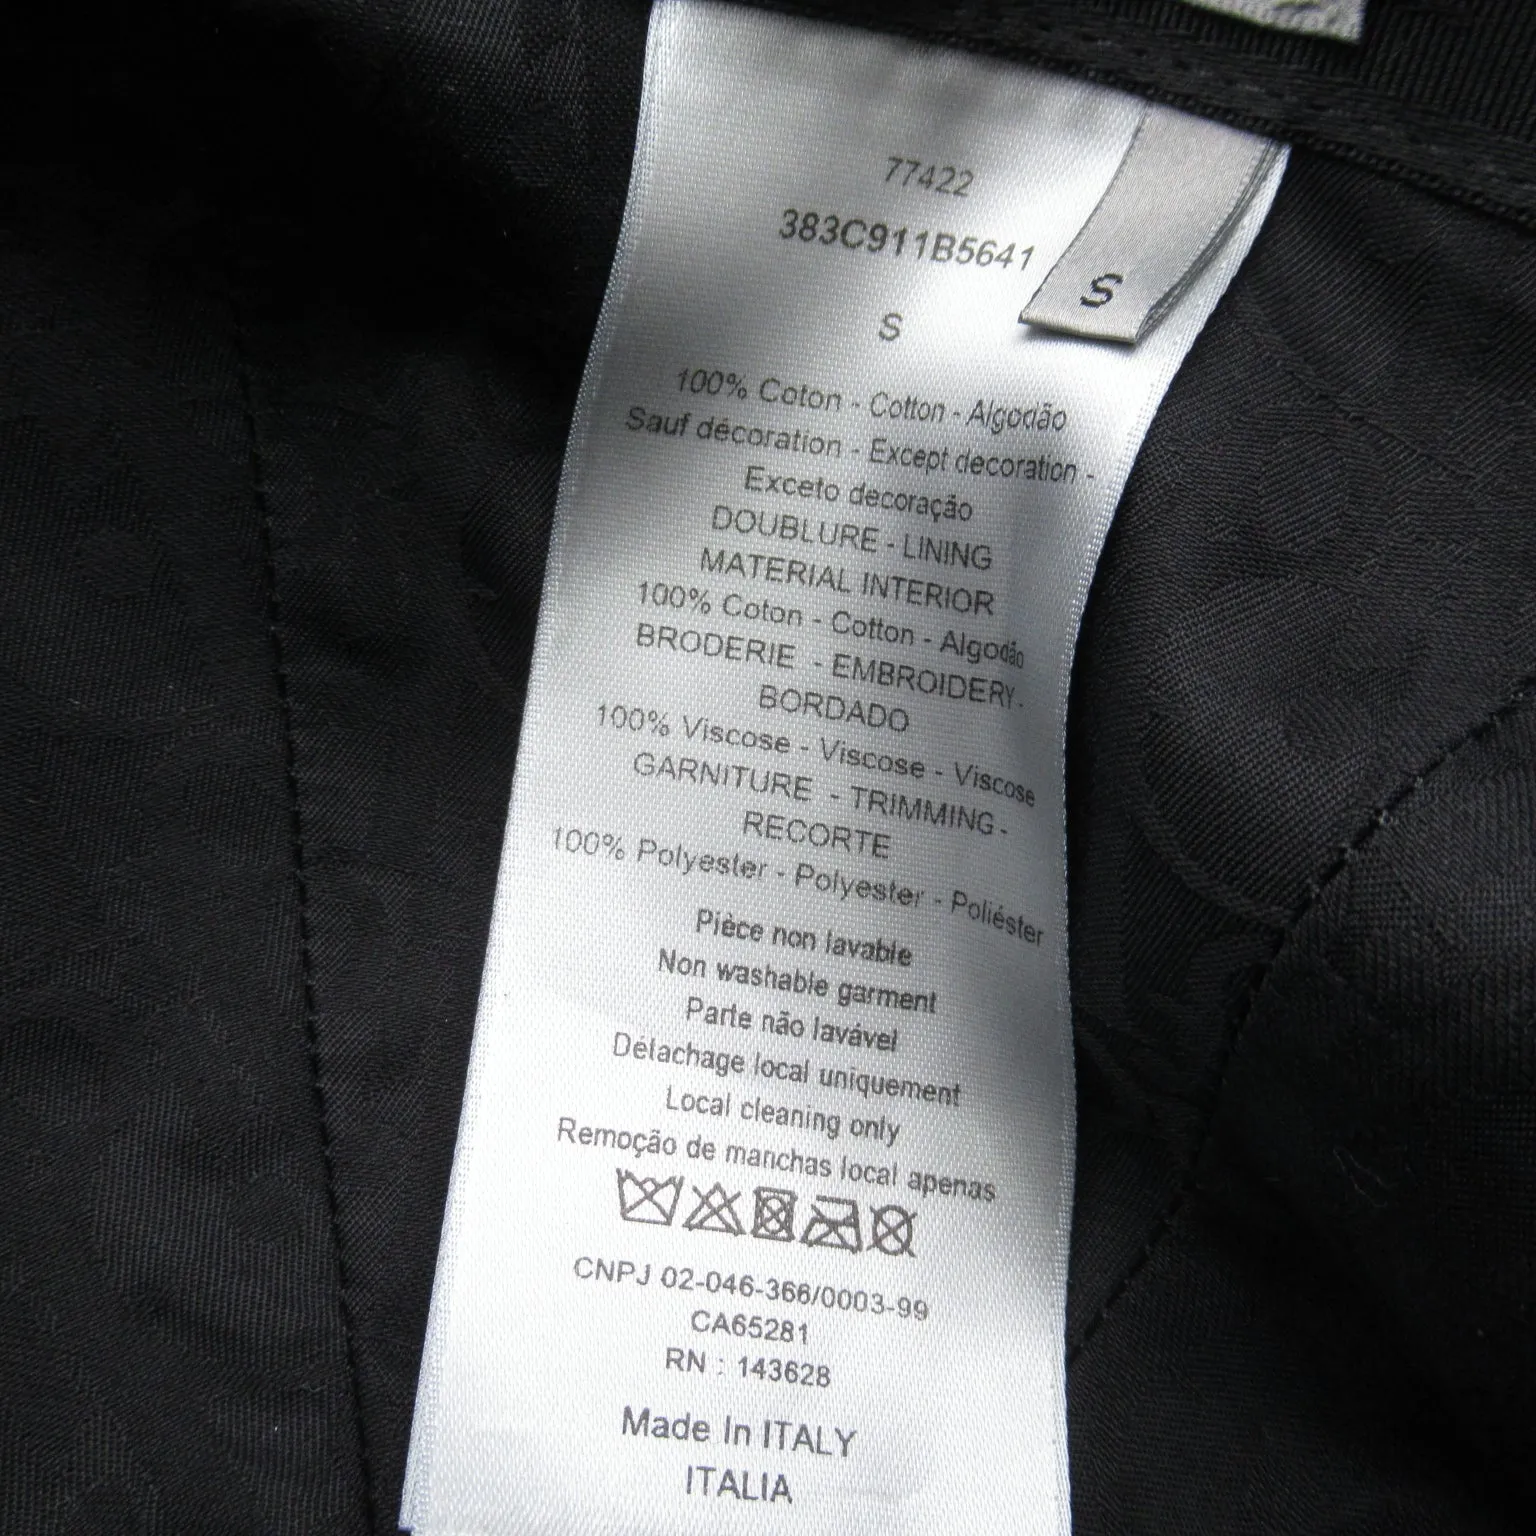 77422
383C911B5641
S
S
100% Coton - Cotton - Algodão
Sauf décoration - Except decoration -
Exceto decoração
DOUBLURE - LINING
MATERIAL INTERIOR
100% Coton - Cotton - Algodão
BRODERIE - EMBROIDERY -
BORDADO
100% Viscose - Viscose - Viscose
GARNITURE - TRIMMING -
RECORTE
100% Polyester - Polyester - Poliéster
Pièce non lavable
Non washable garment
Parte não lavável
Détachage local uniquement
Local cleaning only
Remoção de manchas local apenas
CNPJ 02-046-366/0003-99
CA65281
RN : 143628
Made In ITALY
ITALIA